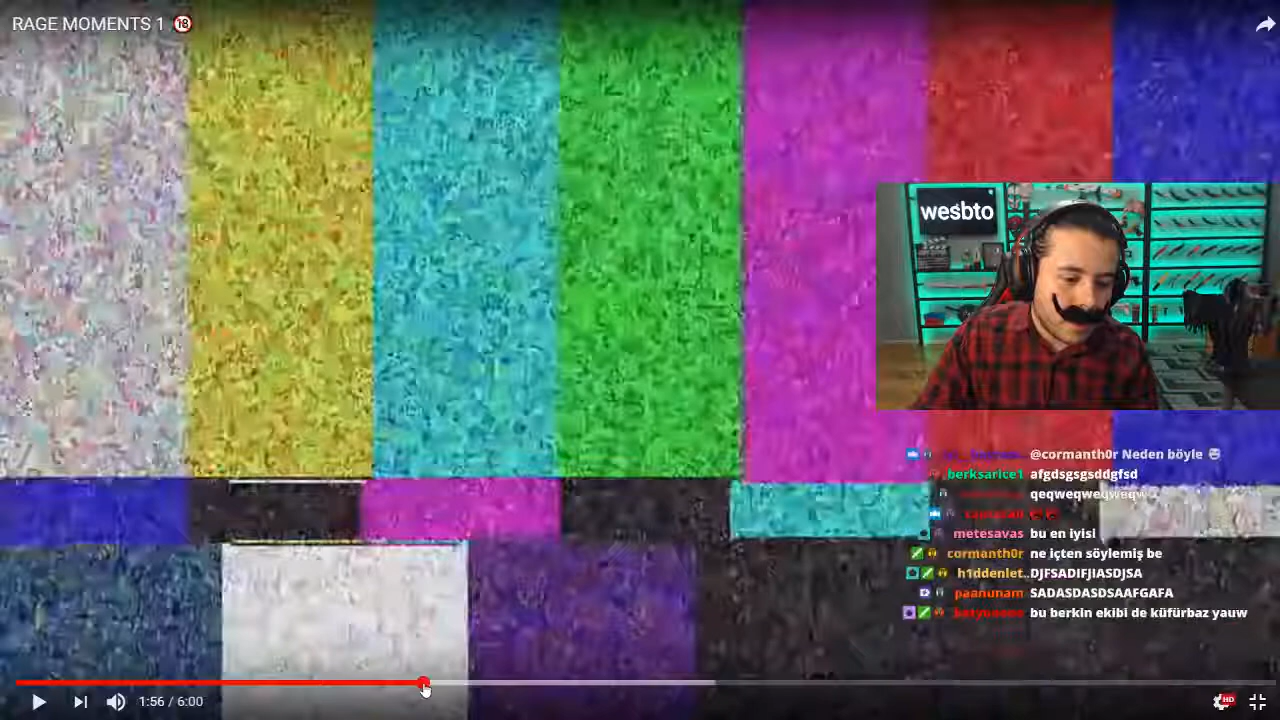 RAGE MOMENTS 1 🔞
wesbto
@cormanth0r Neden böyle
berksarice1 afgdsgsgsddgfsd
qeqweqweqweqw
metesavas bu en iyisi
cormanth0r ne içten söylemiş be
h1ddenlet.. DJFSADIFJIASDJSA
paanunam SADASDASDSAAFGAFA
bu berkin ekibi de küfürbaz yauw
1:56 / 6:00
HD